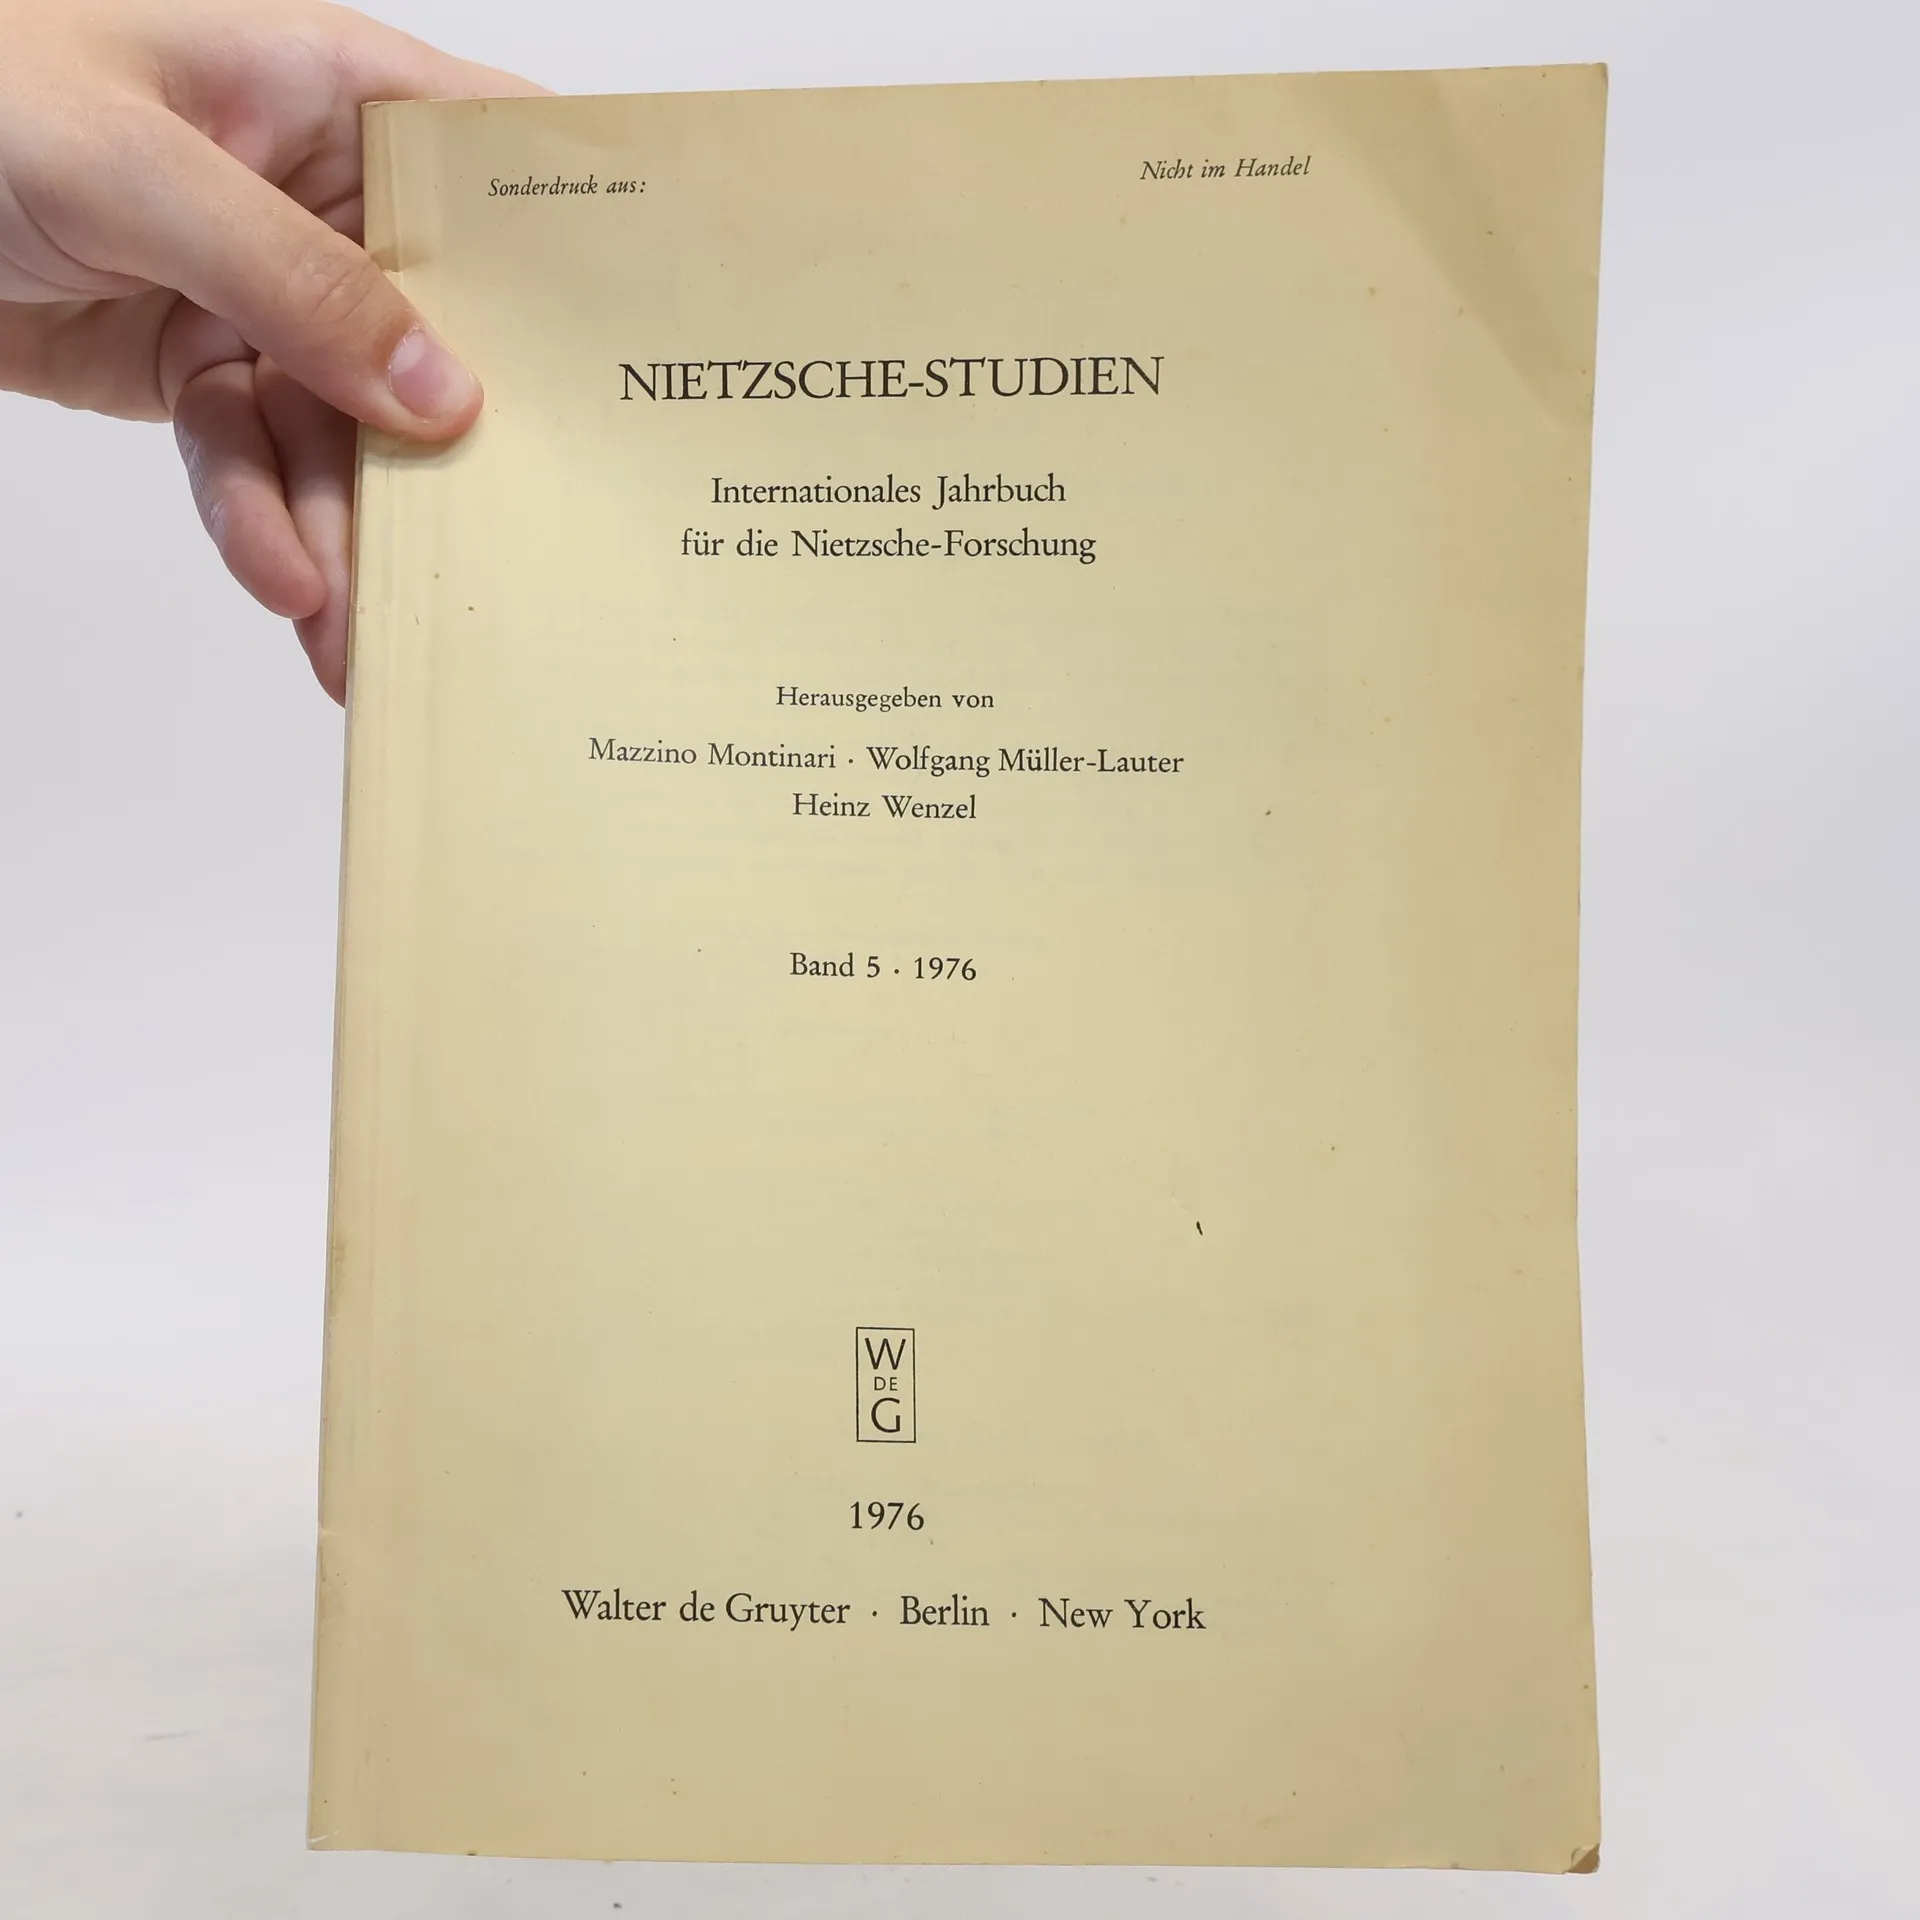 Sonderdruck aus:
Nicht im Handel
NIETZSCHE-STUDIEN
Internationales Jahrbuch
für die Nietzsche-Forschung
Herausgegeben von
Mazzino Montinari · Wolfgang Müller-Lauter
Heinz Wenzel
Band 5 · 1976
W
DE
G
1976
Walter de Gruyter · Berlin · New York